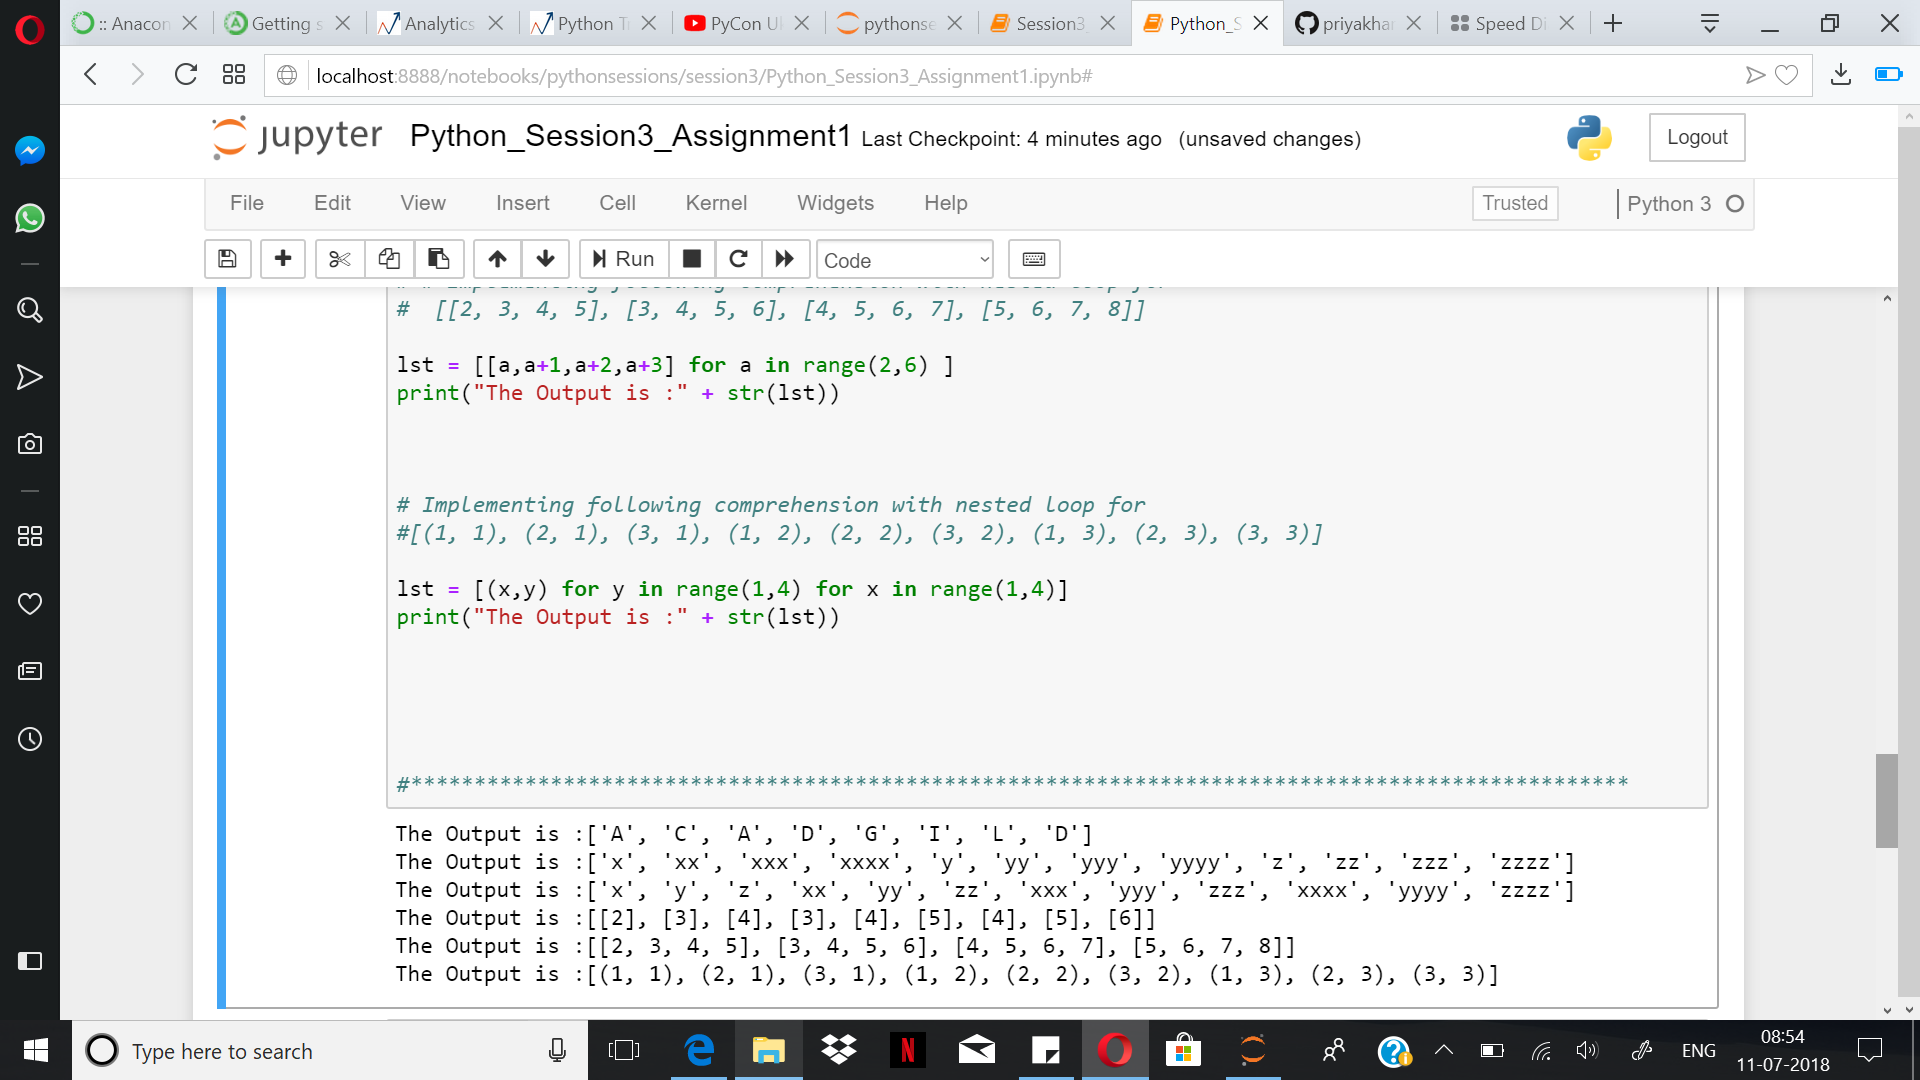 :: Anacon
Getting s
Analytics
Python T
PyCon U
pythonse
Session3
Python_S
priyakha
Speed Di
localhost:8888/notebooks/pythonsessions/session3/Python_Session3_Assignment1.ipynb#
jupyter Python_Session3_Assignment1 Last Checkpoint: 4 minutes ago (unsaved changes)
Logout
File Edit View Insert Cell Kernel Widgets Help
Trusted
Python 3
Run
Code
# # Implementing following comprehension with nested loop for
# [[2, 3, 4, 5], [3, 4, 5, 6], [4, 5, 6, 7], [5, 6, 7, 8]]
lst = [[a,a+1,a+2,a+3] for a in range(2,6) ]
print("The Output is :" + str(lst))
# Implementing following comprehension with nested loop for
#[(1, 1), (2, 1), (3, 1), (1, 2), (2, 2), (3, 2), (1, 3), (2, 3), (3, 3)]
lst = [(x,y) for y in range(1,4) for x in range(1,4)]
print("The Output is :" + str(lst))
#************************************************************************************************
The Output is :['A', 'C', 'A', 'D', 'G', 'I', 'L', 'D']
The Output is :['x', 'xx', 'xxx', 'xxxx', 'y', 'yy', 'yyy', 'yyyy', 'z', 'zz', 'zzz', 'zzzz']
The Output is :['x', 'y', 'z', 'xx', 'yy', 'zz', 'xxx', 'yyy', 'zzz', 'xxxx', 'yyyy', 'zzzz']
The Output is :[[2], [3], [4], [3], [4], [5], [4], [5], [6]]
The Output is :[[2, 3, 4, 5], [3, 4, 5, 6], [4, 5, 6, 7], [5, 6, 7, 8]]
The Output is :[(1, 1), (2, 1), (3, 1), (1, 2), (2, 2), (3, 2), (1, 3), (2, 3), (3, 3)]
Type here to search
N
ENG
08:54
11-07-2018